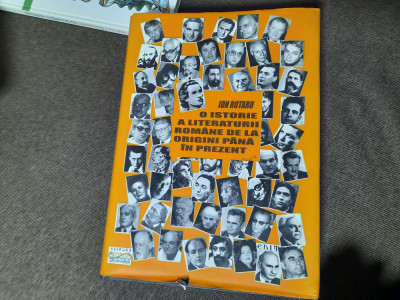 ION ROTARU
O ISTORIE
A LITERATURII
ROMÂNE DE LA
ORIGINI PÂNĂ
ÎN PREZENT